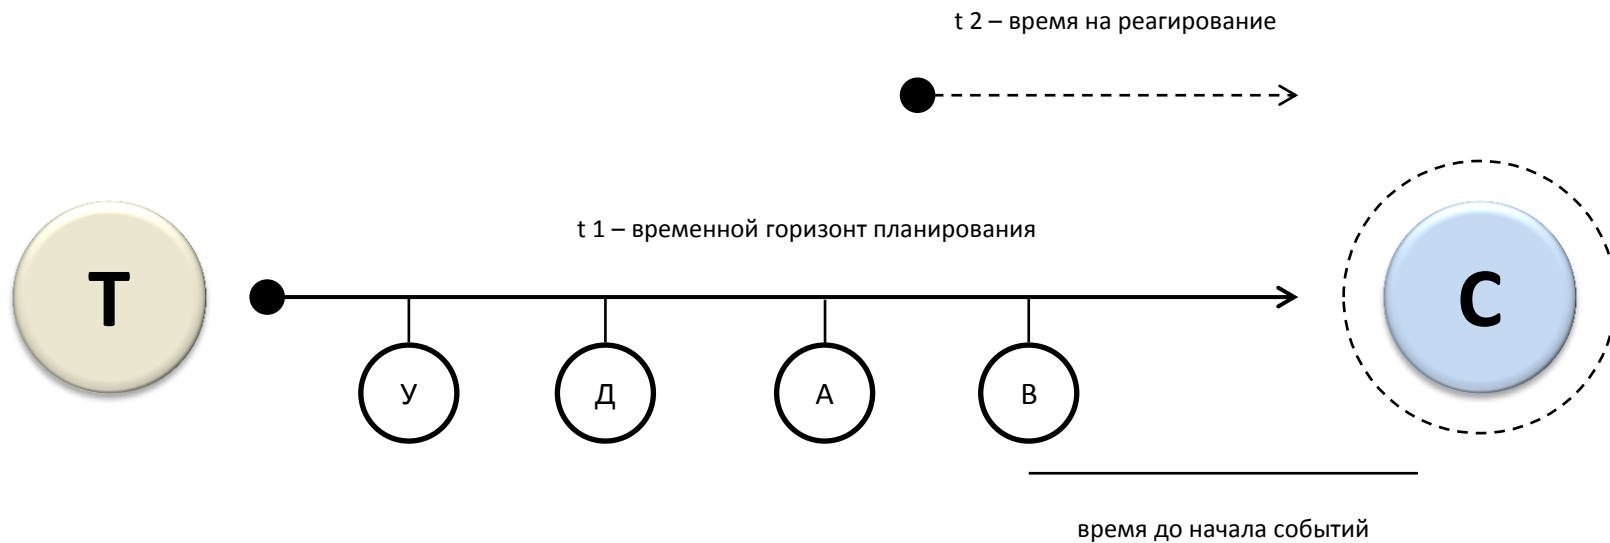 t 2 – время на реагирование
t 1 – временной горизонт планирования
Т
С
У
Д
А
В
время до начала событий